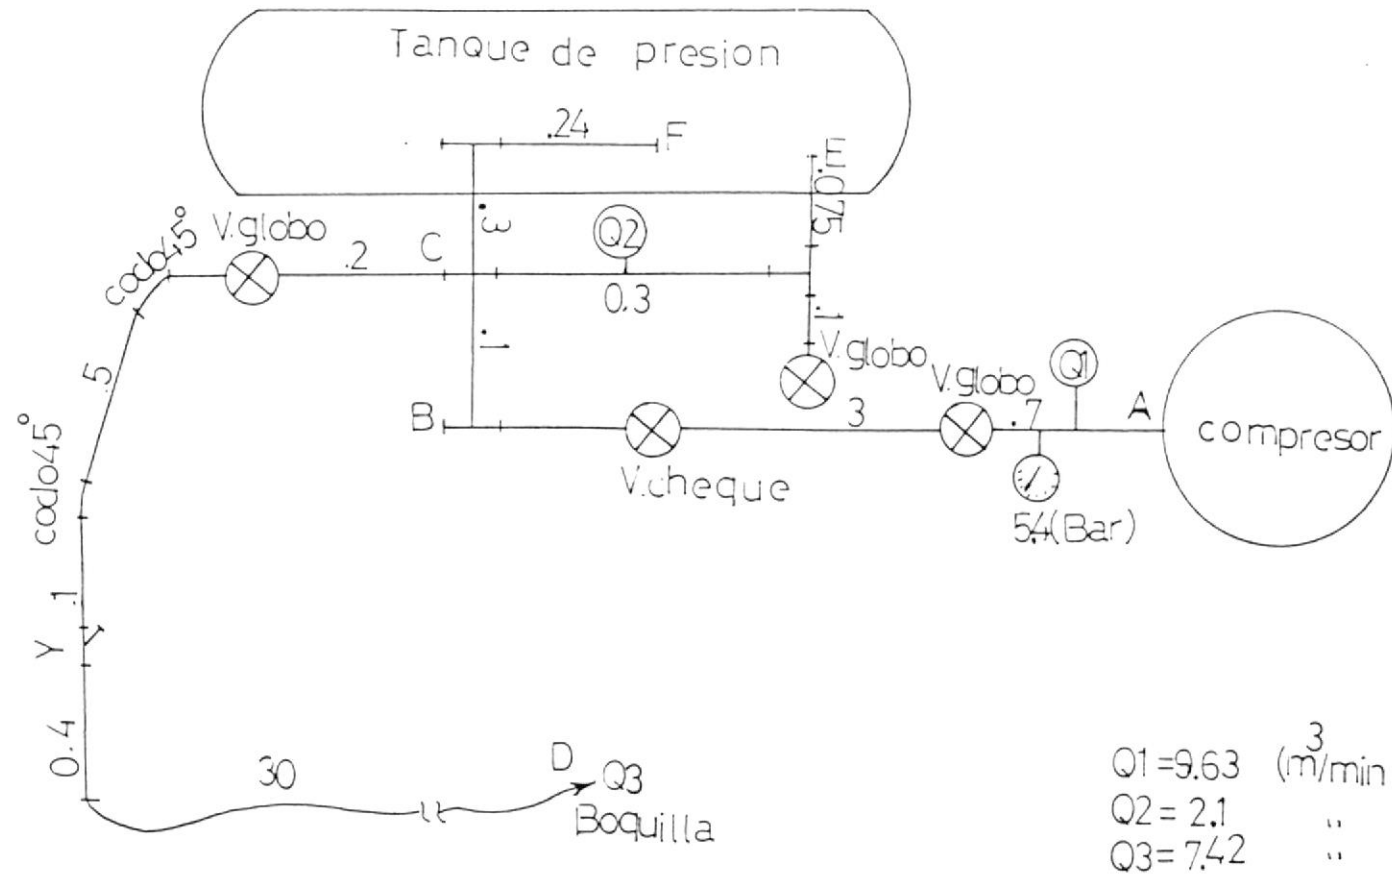 Tanque de presion
.24
F
E
.075
.3
codo45°
V.globo
.2
C
Q2
0.3
.1
.1
V.globo
V.globo
Q1
.5
B
3
.7
A
compresor
V.cheque
5.4(Bar)
codo45°
.1
Y
0.4
30
D
Q3
Boquilla
Q1=9.63 (m³/min
Q2= 2.1 "
Q3= 7.42 "